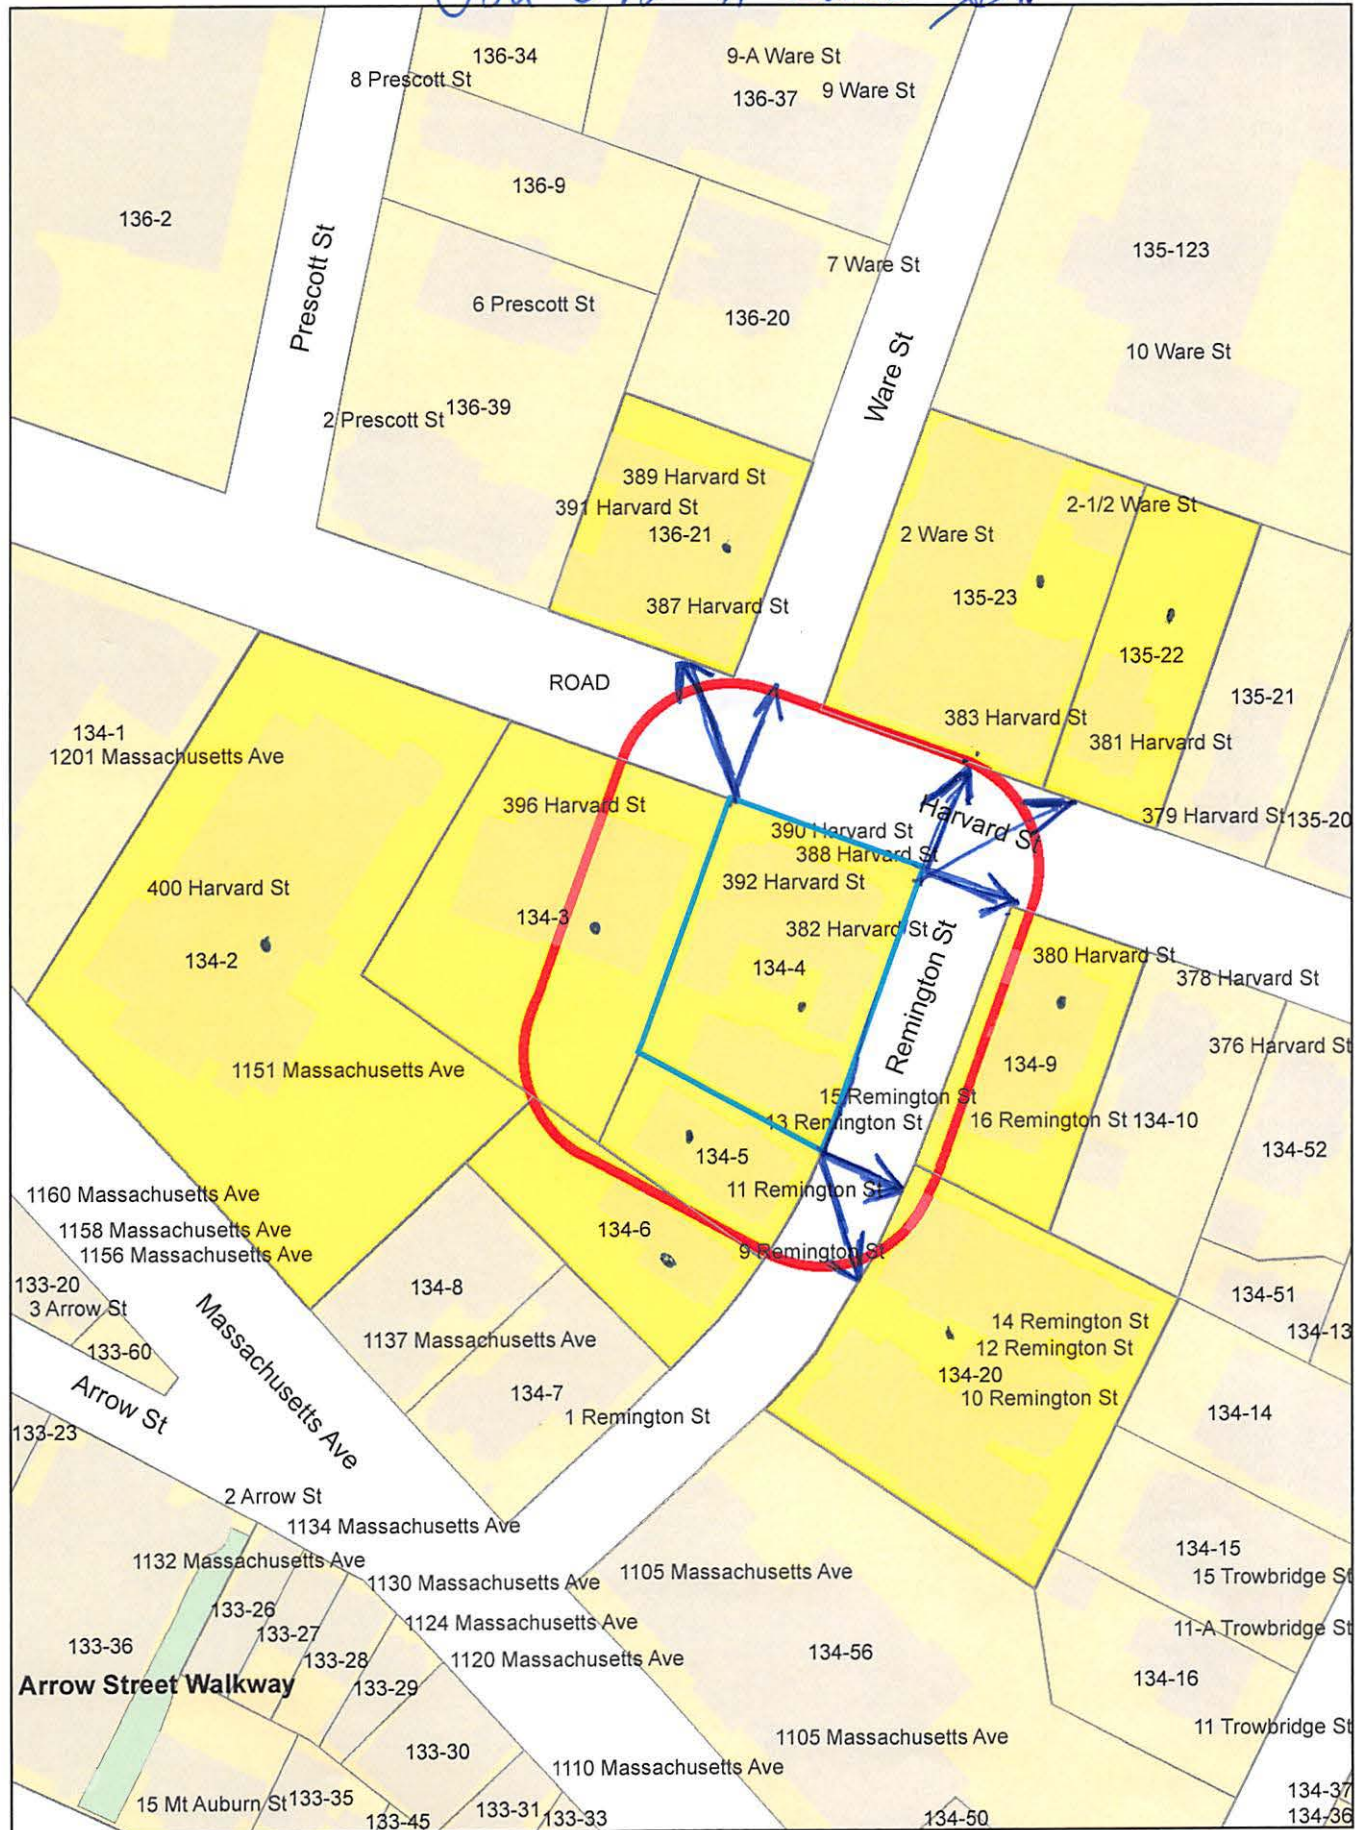 136-34
9-A Ware St
8 Prescott St
136-37
9 Ware St
136-9
136-2
Prescott St
7 Ware St
135-123
6 Prescott St
136-20
10 Ware St
Ware St
2 Prescott St
136-39
389 Harvard St
391 Harvard St
136-21
2-1/2 Ware St
2 Ware St
135-23
387 Harvard St
135-22
ROAD
135-21
134-1
1201 Massachusetts Ave
383 Harvard St
381 Harvard St
396 Harvard St
379 Harvard St
135-20
Harvard St
390 Harvard St
388 Harvard St
392 Harvard St
400 Harvard St
134-3
382 Harvard St
134-2
134-4
Remington St
380 Harvard St
378 Harvard St
376 Harvard St
134-9
1151 Massachusetts Ave
15 Remington St
13 Remington St
16 Remington St
134-10
134-52
134-5
1160 Massachusetts Ave
11 Remington St
1158 Massachusetts Ave
134-6
1156 Massachusetts Ave
9 Remington St
133-20
3 Arrow St
134-8
134-51
14 Remington St
134-13
133-60
1137 Massachusetts Ave
12 Remington St
134-20
10 Remington St
Massachusetts Ave
Arrow St
134-7
1 Remington St
134-14
133-23
2 Arrow St
1134 Massachusetts Ave
134-15
1132 Massachusetts Ave
1130 Massachusetts Ave
1105 Massachusetts Ave
15 Trowbridge St
133-26
1124 Massachusetts Ave
11-A Trowbridge St
133-27
133-36
133-28
1120 Massachusetts Ave
134-56
134-16
Arrow Street Walkway
133-29
11 Trowbridge St
1105 Massachusetts Ave
133-30
1110 Massachusetts Ave
134-37
15 Mt Auburn St
133-35
133-31
133-33
133-45
134-50
134-36